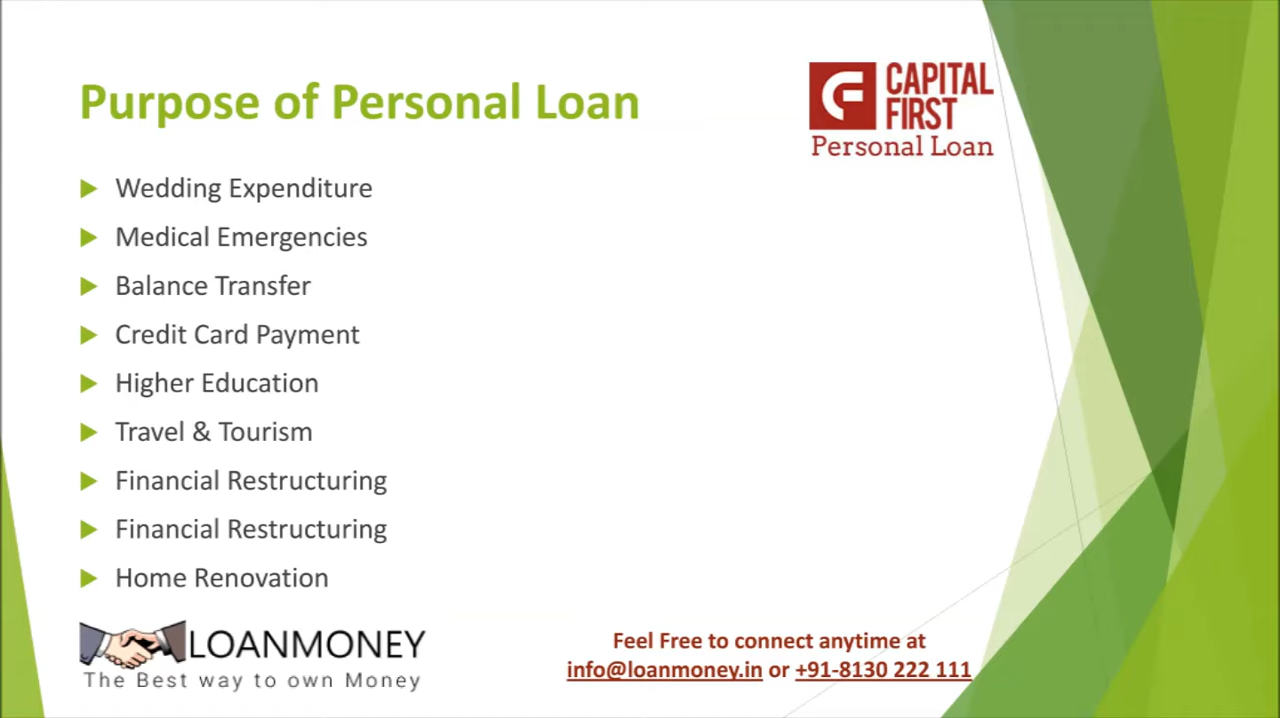 Purpose of Personal Loan
CAPITAL
FIRST
Personal Loan
Wedding Expenditure
Medical Emergencies
Balance Transfer
Credit Card Payment
Higher Education
Travel & Tourism
Financial Restructuring
Financial Restructuring
Home Renovation
LOANMONEY
The Best way to own Money
Feel Free to connect anytime at
info@loanmoney.in or +91-8130 222 111